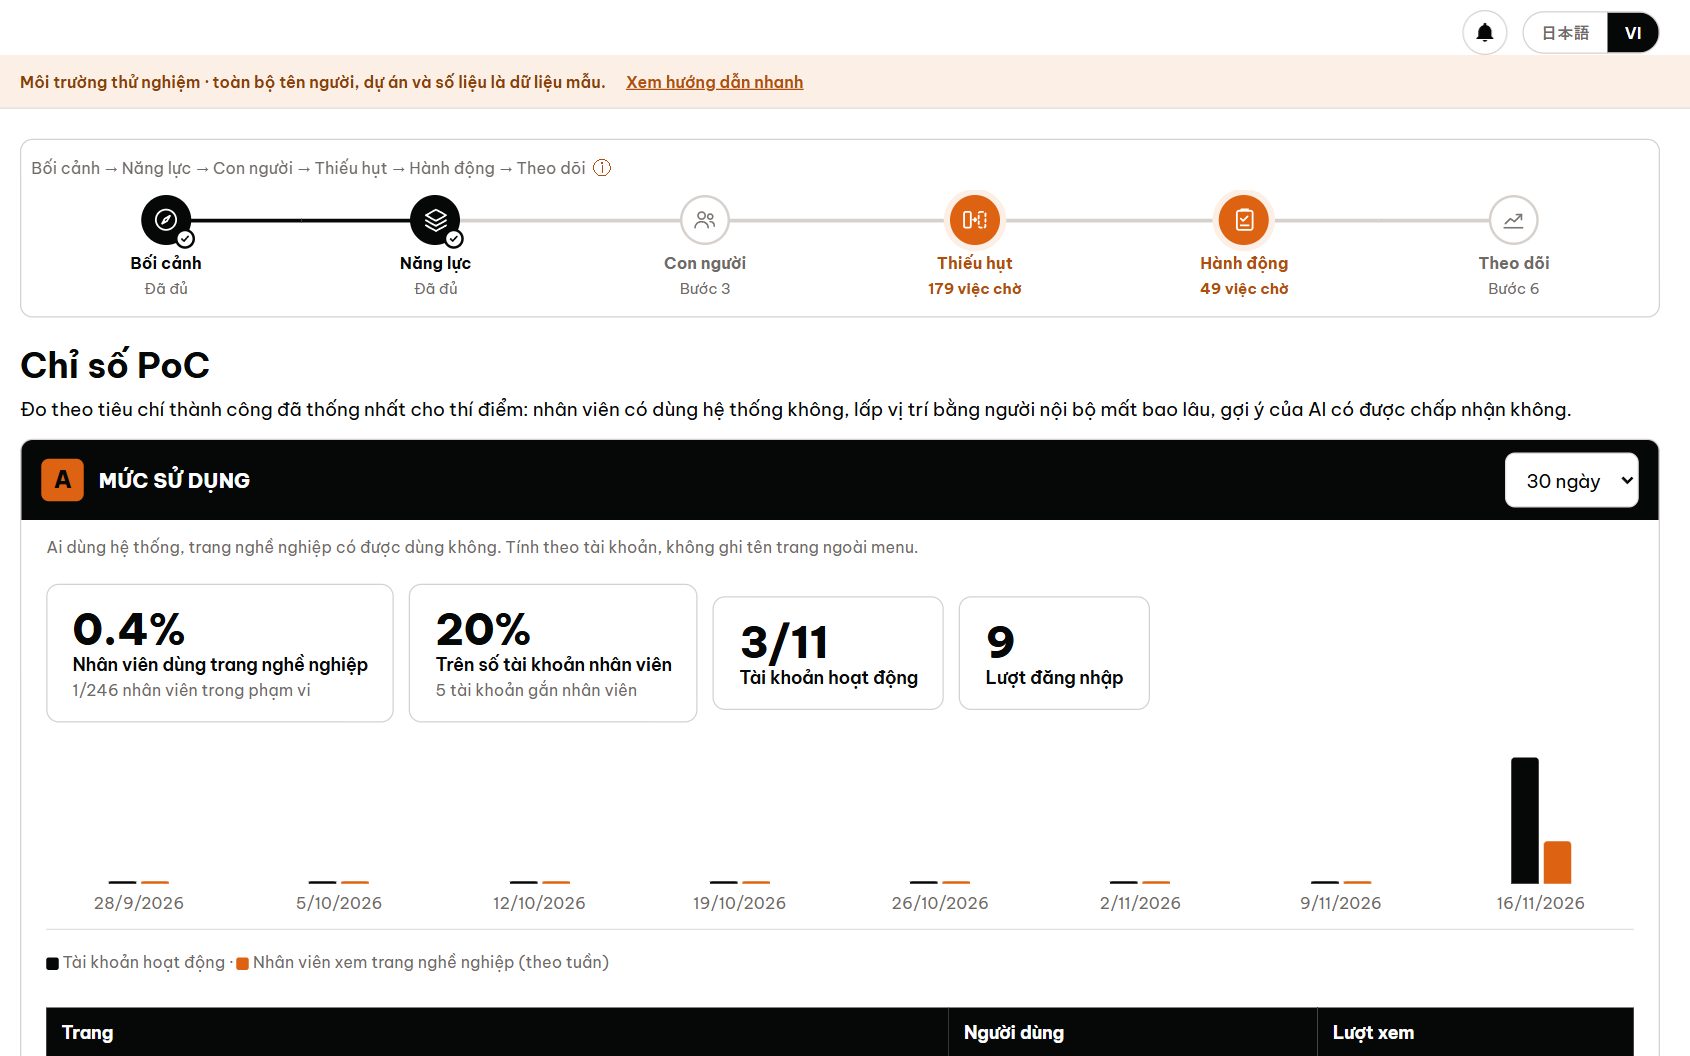 日本語 VI
Môi trường thử nghiệm · toàn bộ tên người, dự án và số liệu là dữ liệu mẫu. Xem hướng dẫn nhanh
Bối cảnh → Năng lực → Con người → Thiếu hụt → Hành động → Theo dõi
Bối cảnh Năng lực Con người Thiếu hụt Hành động Theo dõi
Đã đủ Đã đủ Bước 3 179 việc chờ 49 việc chờ Bước 6
Chỉ số PoC
Đo theo tiêu chí thành công đã thống nhất cho thí điểm: nhân viên có dùng hệ thống không, lấp vị trí bằng người nội bộ mất bao lâu, gợi ý của AI có được chấp nhận không.
A MỨC SỬ DỤNG 30 ngày
Ai dùng hệ thống, trang nghề nghiệp có được dùng không. Tính theo tài khoản, không ghi tên trang ngoài menu.
0.4%
Nhân viên dùng trang nghề nghiệp
1/246 nhân viên trong phạm vi
20%
Trên số tài khoản nhân viên
5 tài khoản gắn nhân viên
3/11
Tài khoản hoạt động
9
Lượt đăng nhập
28/9/2026 5/10/2026 12/10/2026 19/10/2026 26/10/2026 2/11/2026 9/11/2026 16/11/2026
Tài khoản hoạt động · Nhân viên xem trang nghề nghiệp (theo tuần)
Trang Người dùng Lượt xem